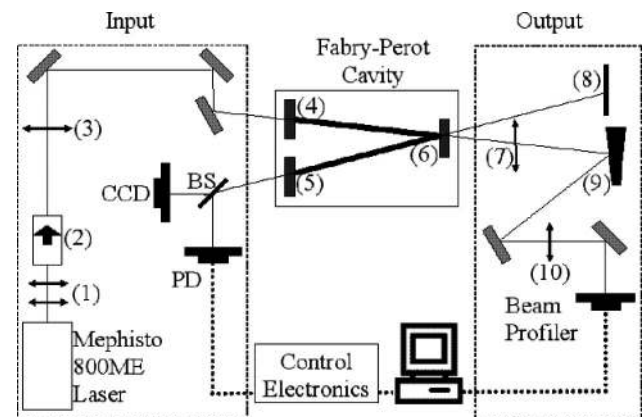 Input
Output
Fabry-Perot
Cavity
(8)
(4)
(3)
(6)
(7)
(5)
(9)
BS
CCD
(2)
(10)
PD
(1)
Beam
Profiler
Mephisto
800ME
Laser
Control
Electronics